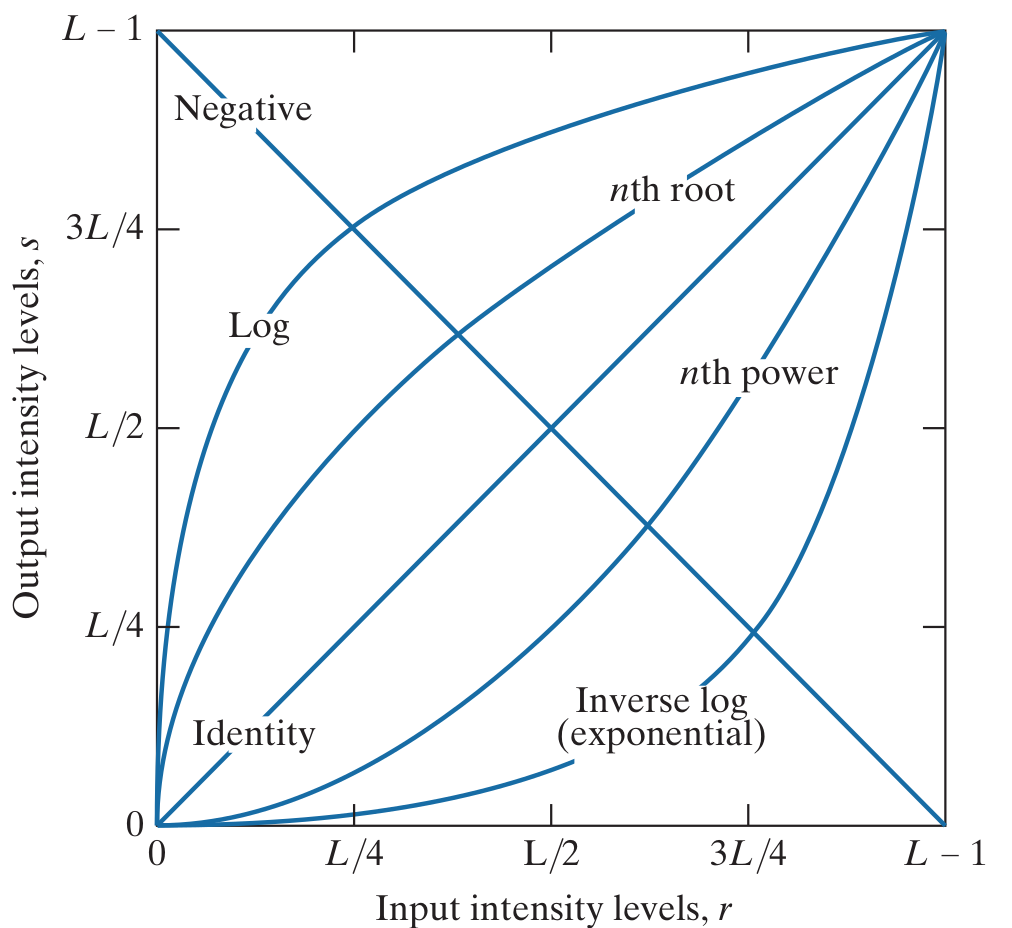 L – 1
Negative
3L/4
nth root
Log
nth power
L/2
L/4
Inverse log
(exponential)
Identity
0
0
L/4
L/2
3L/4
L – 1
Input intensity levels, r
Output intensity levels, s